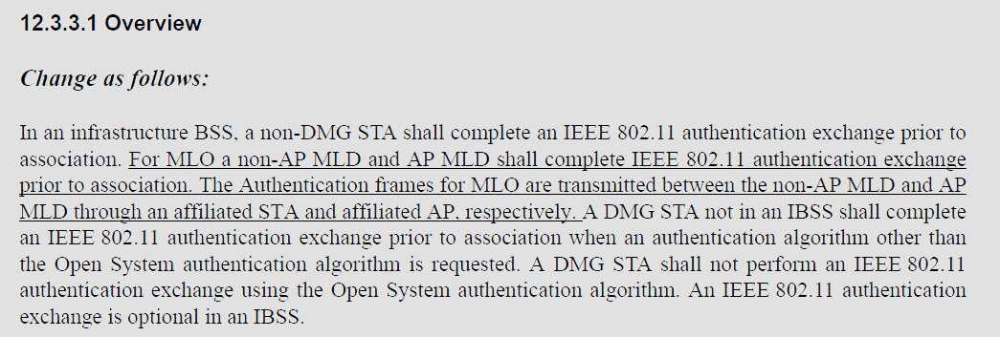 12.3.3.1 Overview
Change as follows:
In an infrastructure BSS, a non-DMG STA shall complete an IEEE 802.11 authentication exchange prior to
association. For MLO a non-AP MLD and AP MLD shall complete IEEE 802.11 authentication exchange
prior to association. The Authentication frames for MLO are transmitted between the non-AP MLD and AP
MLD through an affiliated STA and affiliated AP. respectively. A DMG STA not in an IBSS shall complete
an IEEE 802.11 authentication exchange prior to association when an authentication algorithm other than
the Open System authentication algorithm is requested. A DMG STA shall not perform an IEEE 802.11
authentication exchange using the Open System authentication algorithm. An IEEE 802.11 authentication
exchange is optional in an IBSS.